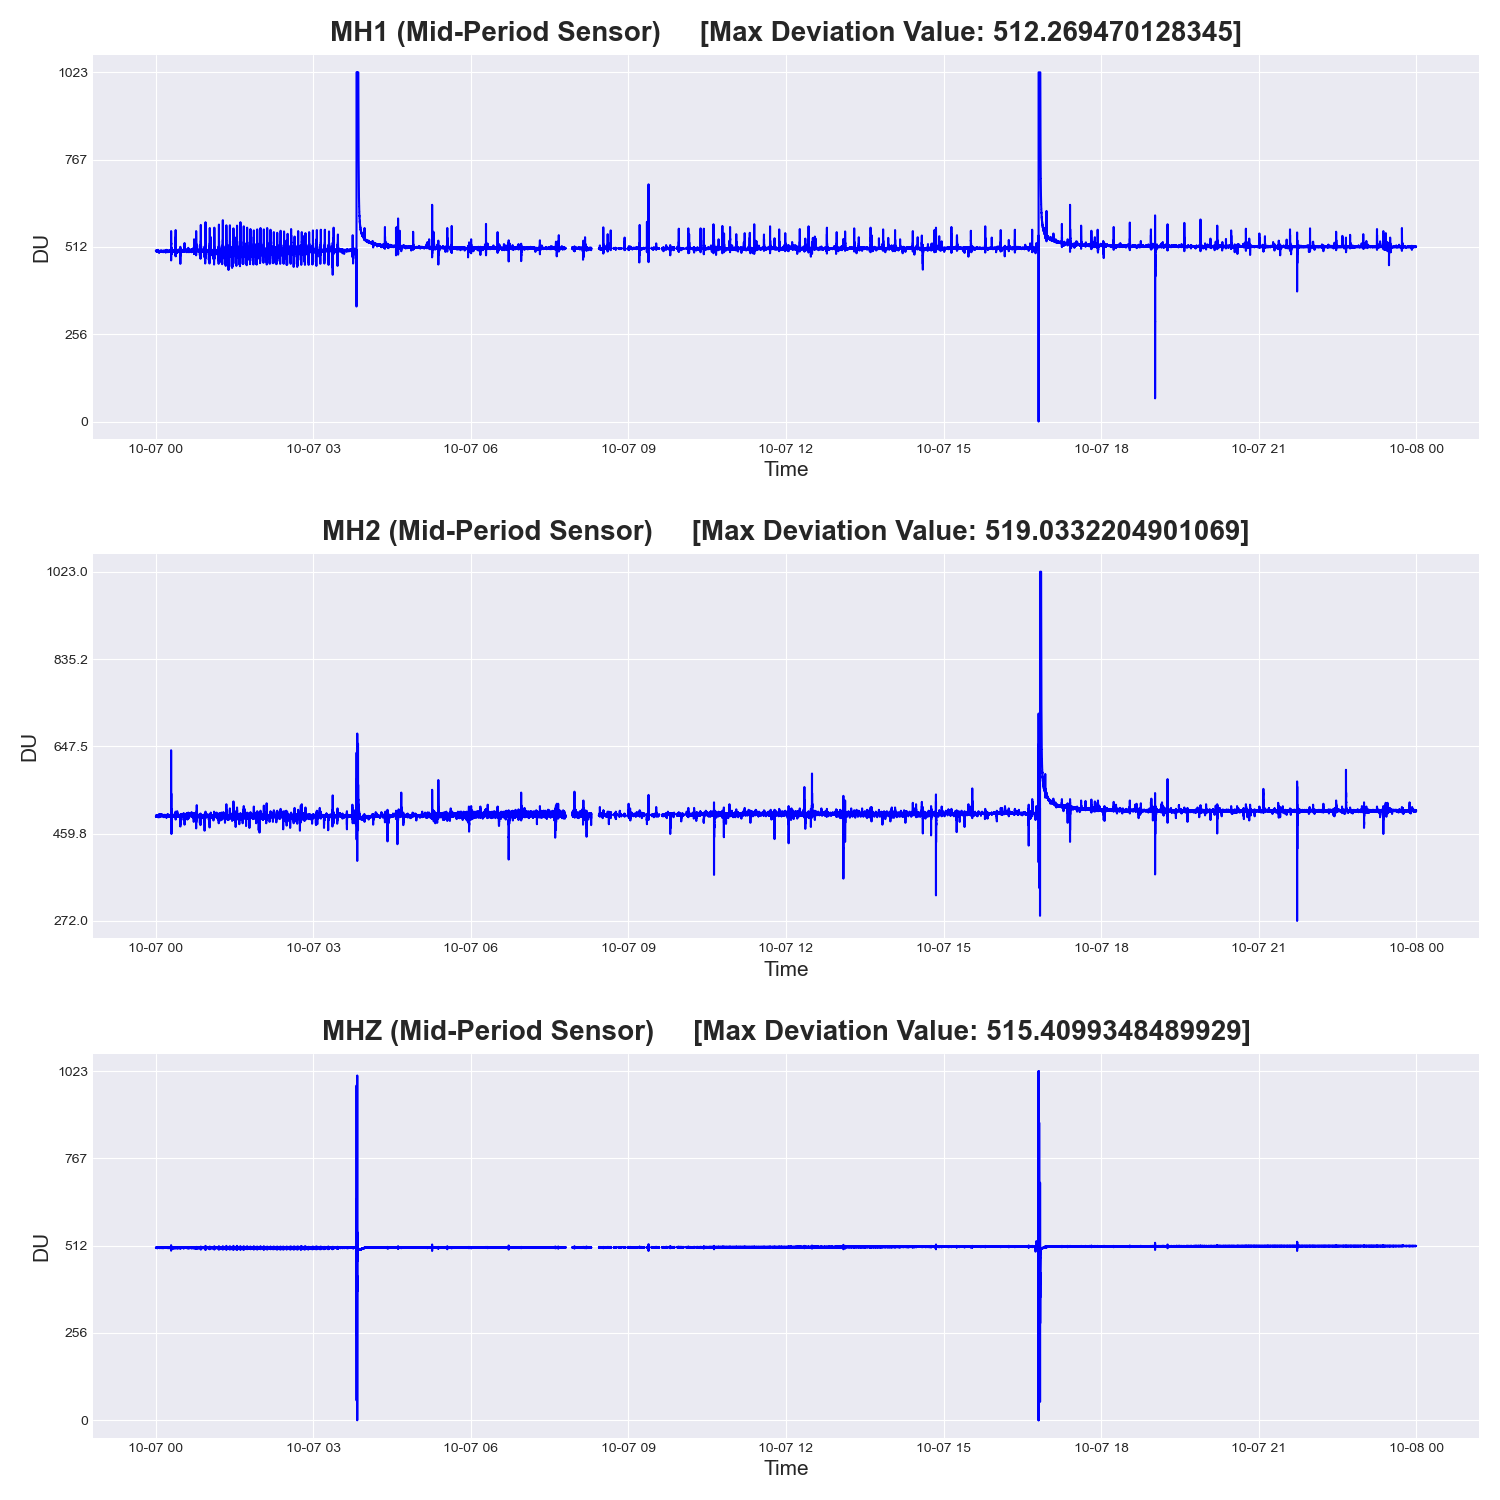 MH1 (Mid-Period Sensor) [Max Deviation Value: 512.269470128345]
1023
767
512
256
0
DU
10-07 00 10-07 03 10-07 06 10-07 09 10-07 12 10-07 15 10-07 18 10-07 21 10-08 00
Time
MH2 (Mid-Period Sensor) [Max Deviation Value: 519.0332204901069]
1023.0
835.2
647.5
459.8
272.0
DU
10-07 00 10-07 03 10-07 06 10-07 09 10-07 12 10-07 15 10-07 18 10-07 21 10-08 00
Time
MHZ (Mid-Period Sensor) [Max Deviation Value: 515.4099348489929]
1023
767
512
256
0
DU
10-07 00 10-07 03 10-07 06 10-07 09 10-07 12 10-07 15 10-07 18 10-07 21 10-08 00
Time